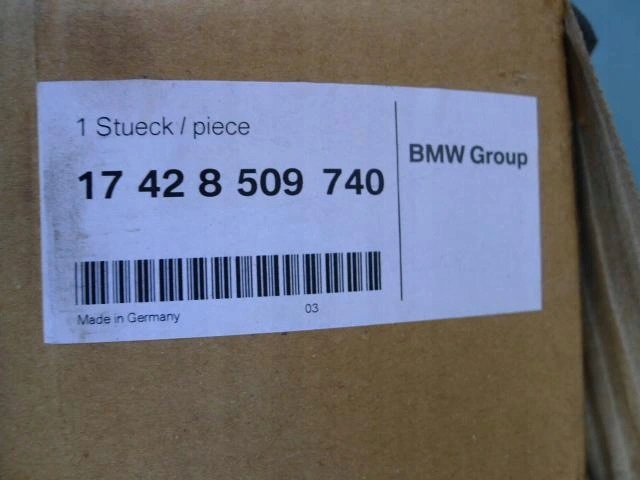 1 Stueck / piece
17 42 8 509 740
BMW Group
Made in Germany
03